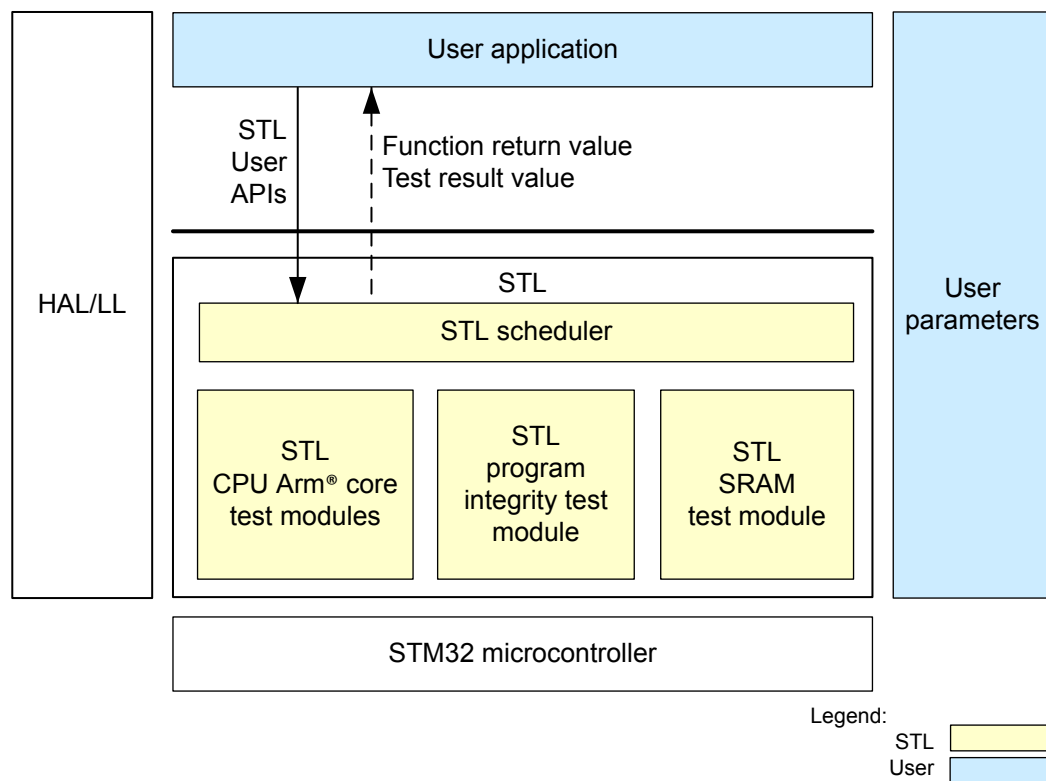 User application
STL
User
APIs
Function return value
Test result value
HAL/LL
STL
STL scheduler
User
parameters
STL
CPU Arm® core
test modules
STL
program
integrity test
module
STL
SRAM
test module
STM32 microcontroller
Legend:
STL
User